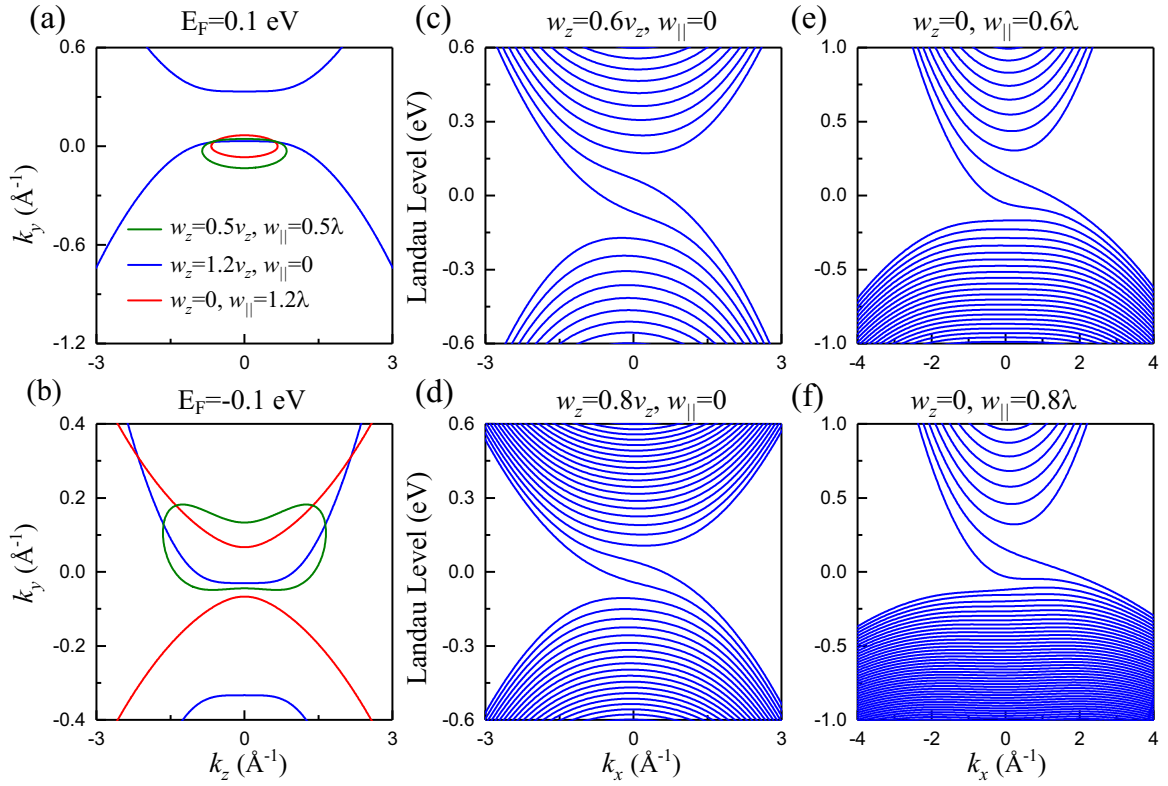 (a)
E_F=0.1 eV
0.6
0.0
-0.6
-1.2
k_y (Å⁻¹)
w_z=0.5v_z, w_||=0.5λ
w_z=1.2v_z, w_||=0
w_z=0, w_||=1.2λ
-3
0
3
(c)
w_z=0.6v_z, w_||=0
0.6
0.3
0.0
-0.3
-0.6
Landau Level (eV)
-3
0
3
(e)
w_z=0, w_||=0.6λ
1.0
0.5
0.0
-0.5
-1.0
-4
-2
0
2
4
(b)
E_F=-0.1 eV
0.4
0.2
0.0
-0.2
-0.4
k_y (Å⁻¹)
-3
0
3
k_z (Å⁻¹)
(d)
w_z=0.8v_z, w_||=0
0.6
0.3
0.0
-0.3
-0.6
Landau Level (eV)
-3
0
3
k_x (Å⁻¹)
(f)
w_z=0, w_||=0.8λ
1.0
0.5
0.0
-0.5
-1.0
-4
-2
0
2
4
k_x (Å⁻¹)